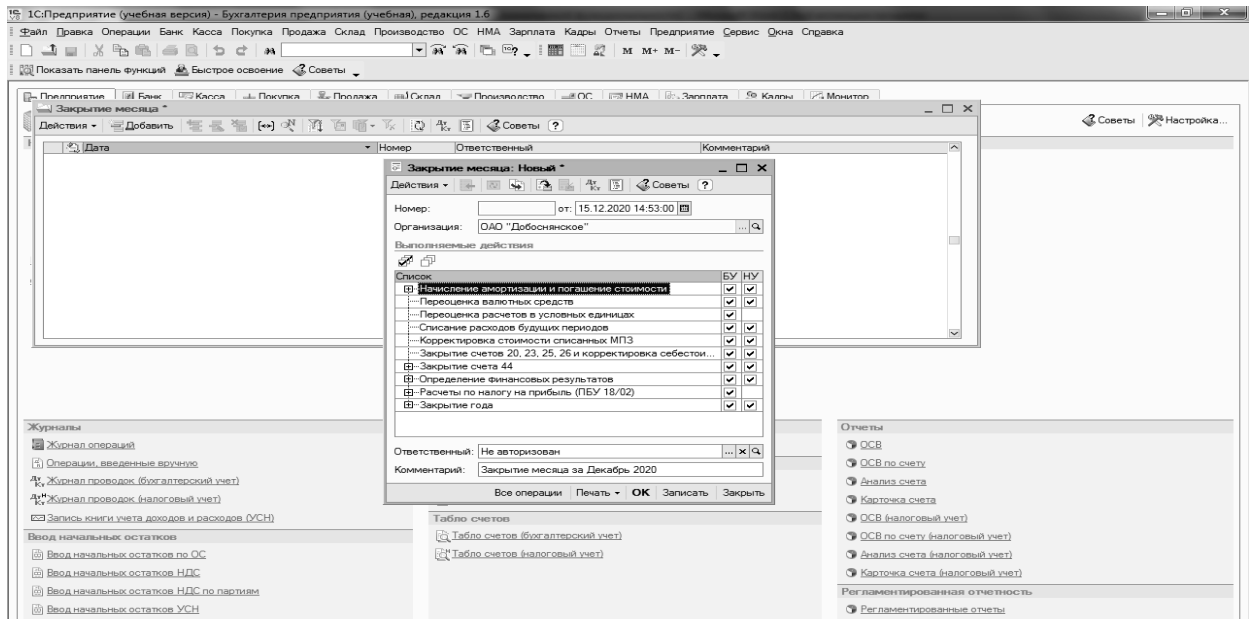 1С:Предприятие (учебная версия) - Бухгалтерия предприятия (учебная), редакция 1.6
Файл Правка Операции Банк Касса Покупка Продажа Склад Производство ОС НМА Зарплата Кадры Отчеты Предприятие Сервис Окна Справка
М М+ М-
Показать панель функций Быстрое освоение Советы
Предприятие Банк Касса Покупка Продажа Склад Производство ОС НМА Зарплата Кадры Монитор
Закрытие месяца *
Действия Добавить Советы ?
Советы Настройка...
Дата Номер Ответственный Комментарий
Закрытие месяца: Новый *
Действия Советы ?
Номер: от: 15.12.2020 14:53:00
Организация: ОАО "Добоснянское" ...
Выполняемые действия
Список БУ НУ
Начисление амортизации и погашение стоимости
Переоценка валютных средств
Переоценка расчетов в условных единицах
Списание расходов будущих периодов
Корректировка стоимости списанных МПЗ
Закрытие счетов 20, 23, 25, 26 и корректировка себестои...
Закрытие счета 44
Определение финансовых результатов
Расчеты по налогу на прибыль (ПБУ 18/02)
Закрытие года
Ответственный: Не авторизован ... x
Комментарий: Закрытие месяца за Декабрь 2020
Все операции Печать OK Записать Закрыть
Журналы
Журнал операций
Операции, введенные вручную
Журнал проводок (бухгалтерский учет)
Журнал проводок (налоговый учет)
Запись книги учета доходов и расходов (УСН)
Ввод начальных остатков
Ввод начальных остатков по ОС
Ввод начальных остатков НДС
Ввод начальных остатков НДС по партиям
Ввод начальных остатков УСН
Табло счетов
Табло счетов (бухгалтерский учет)
Табло счетов (налоговый учет)
Отчеты
ОСВ
ОСВ по счету
Анализ счета
Карточка счета
ОСВ (налоговый учет)
ОСВ по счету (налоговый учет)
Анализ счета (налоговый учет)
Карточка счета (налоговый учет)
Регламентированная отчетность
Регламентированные отчеты